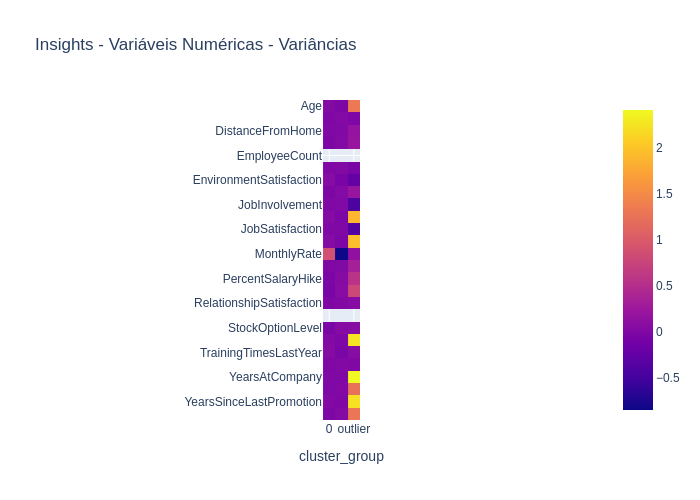 Insights - Variáveis Numéricas - Variâncias
Age
DistanceFromHome
EmployeeCount
EnvironmentSatisfaction
JobInvolvement
JobSatisfaction
MonthlyRate
PercentSalaryHike
RelationshipSatisfaction
StockOptionLevel
TrainingTimesLastYear
YearsAtCompany
YearsSinceLastPromotion
0 outlier
cluster_group
2
1.5
1
0.5
0
−0.5